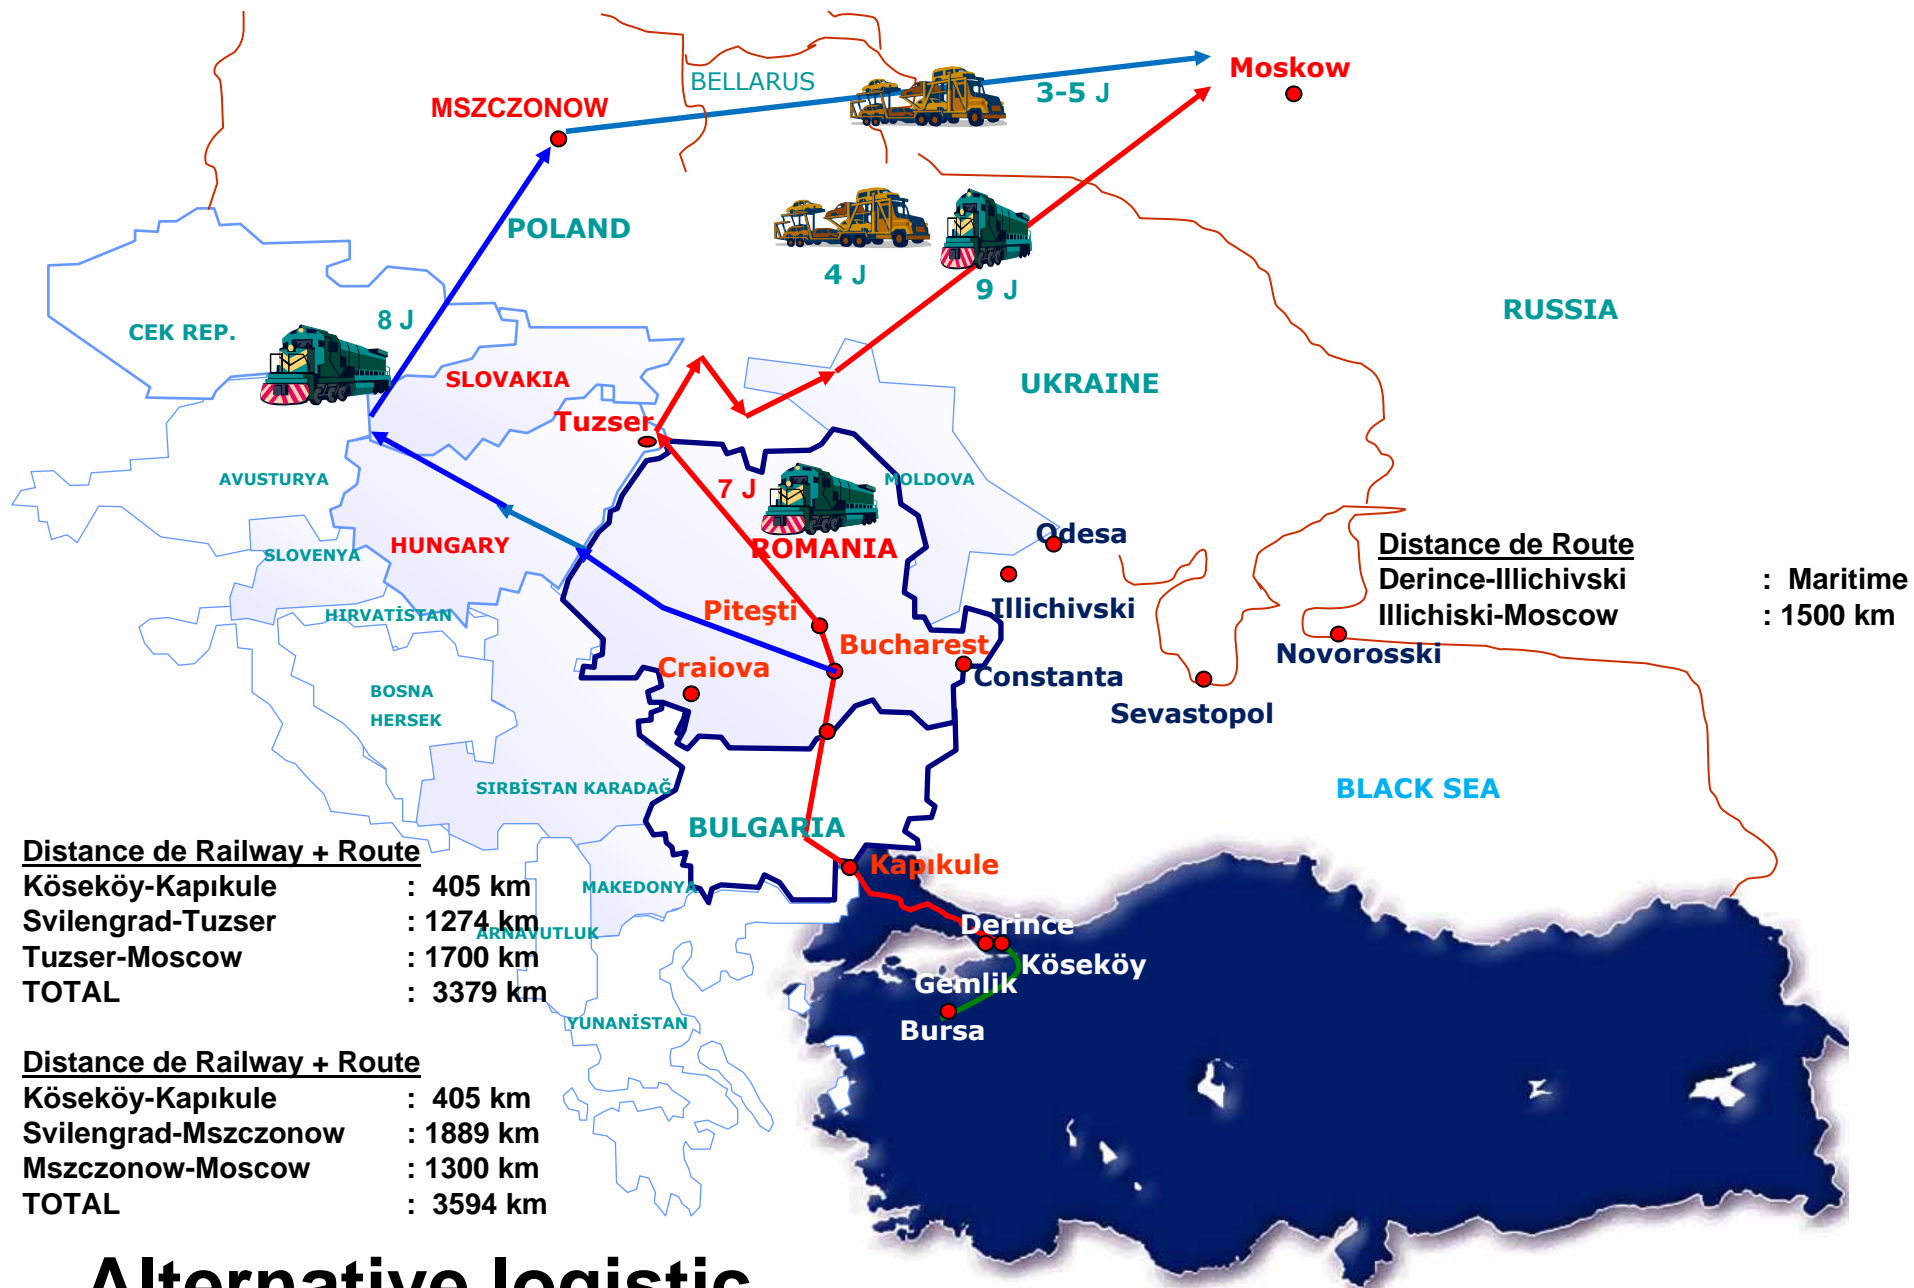 Moskow
BELLARUS
3-5 J
MSZCZONOW
POLAND
4 J
9 J
RUSSIA
8 J
CEK REP.
SLOVAKIA
UKRAINE
Tuzser
AVUSTURYA
7 J
MOLDOVA
HUNGARY
ROMANIA
Odesa
SLOVENYA
Distance de Route
Derince-Illichivski : Maritime
Illichiski-Moscow : 1500 km
HIRVATİSTAN
Piteşti
Illichivski
Bucharest
Novorosski
Craiova
Constanta
BOSNA
HERSEK
Sevastopol
SIRBİSTAN KARADAĞ
BLACK SEA
BULGARIA
Kapıkule
MAKEDONYA
ARNAVUTLUK
Derince
Köseköy
Gemlik
YUNANİSTAN
Bursa
Distance de Railway + Route
Köseköy-Kapıkule : 405 km
Svilengrad-Tuzser : 1274 km
Tuzser-Moscow : 1700 km
TOTAL : 3379 km
Distance de Railway + Route
Köseköy-Kapıkule : 405 km
Svilengrad-Mszczonow : 1889 km
Mszczonow-Moscow : 1300 km
TOTAL : 3594 km
Alternative logistic